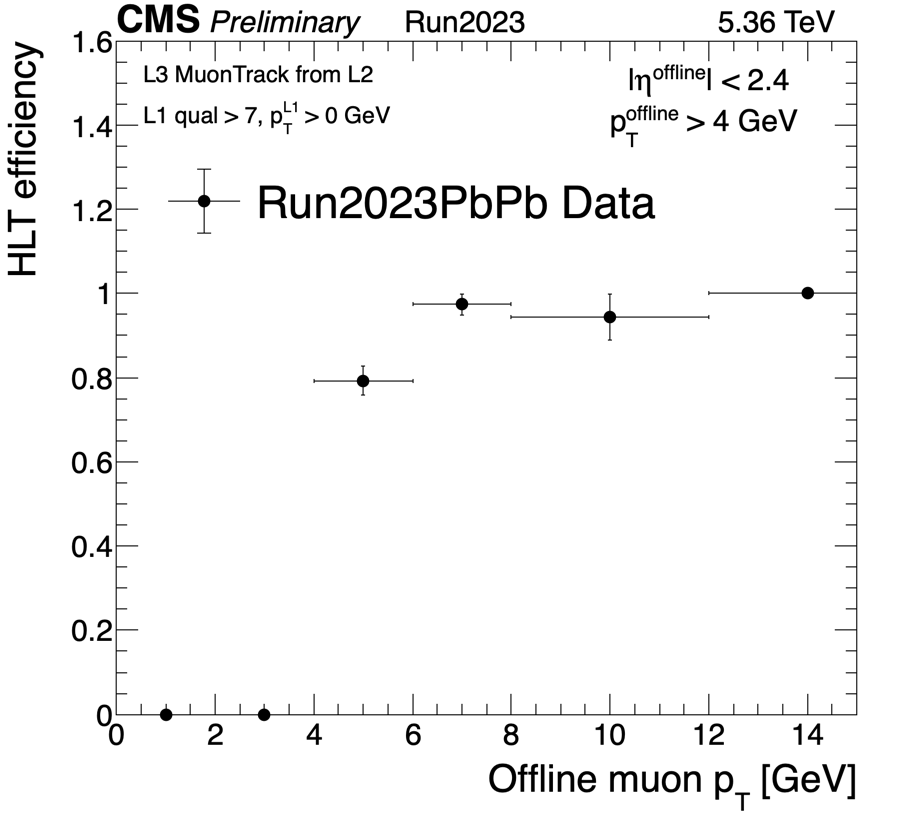 CMS Preliminary Run2023 5.36 TeV
L3 MuonTrack from L2
L1 qual > 7, p_T^L1 > 0 GeV
|η^offline| < 2.4
p_T^offline > 4 GeV
Run2023PbPb Data
HLT efficiency
1.6
1.4
1.2
1
0.8
0.6
0.4
0.2
0
0 2 4 6 8 10 12 14
Offline muon p_T [GeV]